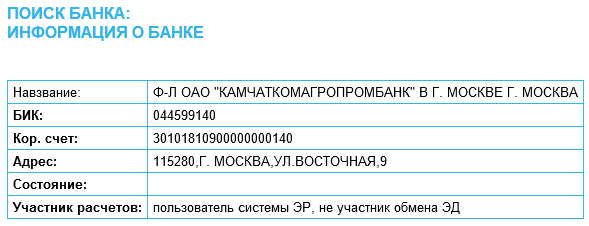 ПОИСК БАНКА:
ИНФОРМАЦИЯ О БАНКЕ
Навзвание: Ф-Л ОАО "КАМЧАТКОМАГРОПРОМБАНК" В Г. МОСКВЕ Г. МОСКВА
БИК: 044599140
Кор. счет: 30101810900000000140
Адрес: 115280,Г. МОСКВА,УЛ.ВОСТОЧНАЯ,9
Состояние:
Участник расчетов: пользователь системы ЭР, не участник обмена ЭД